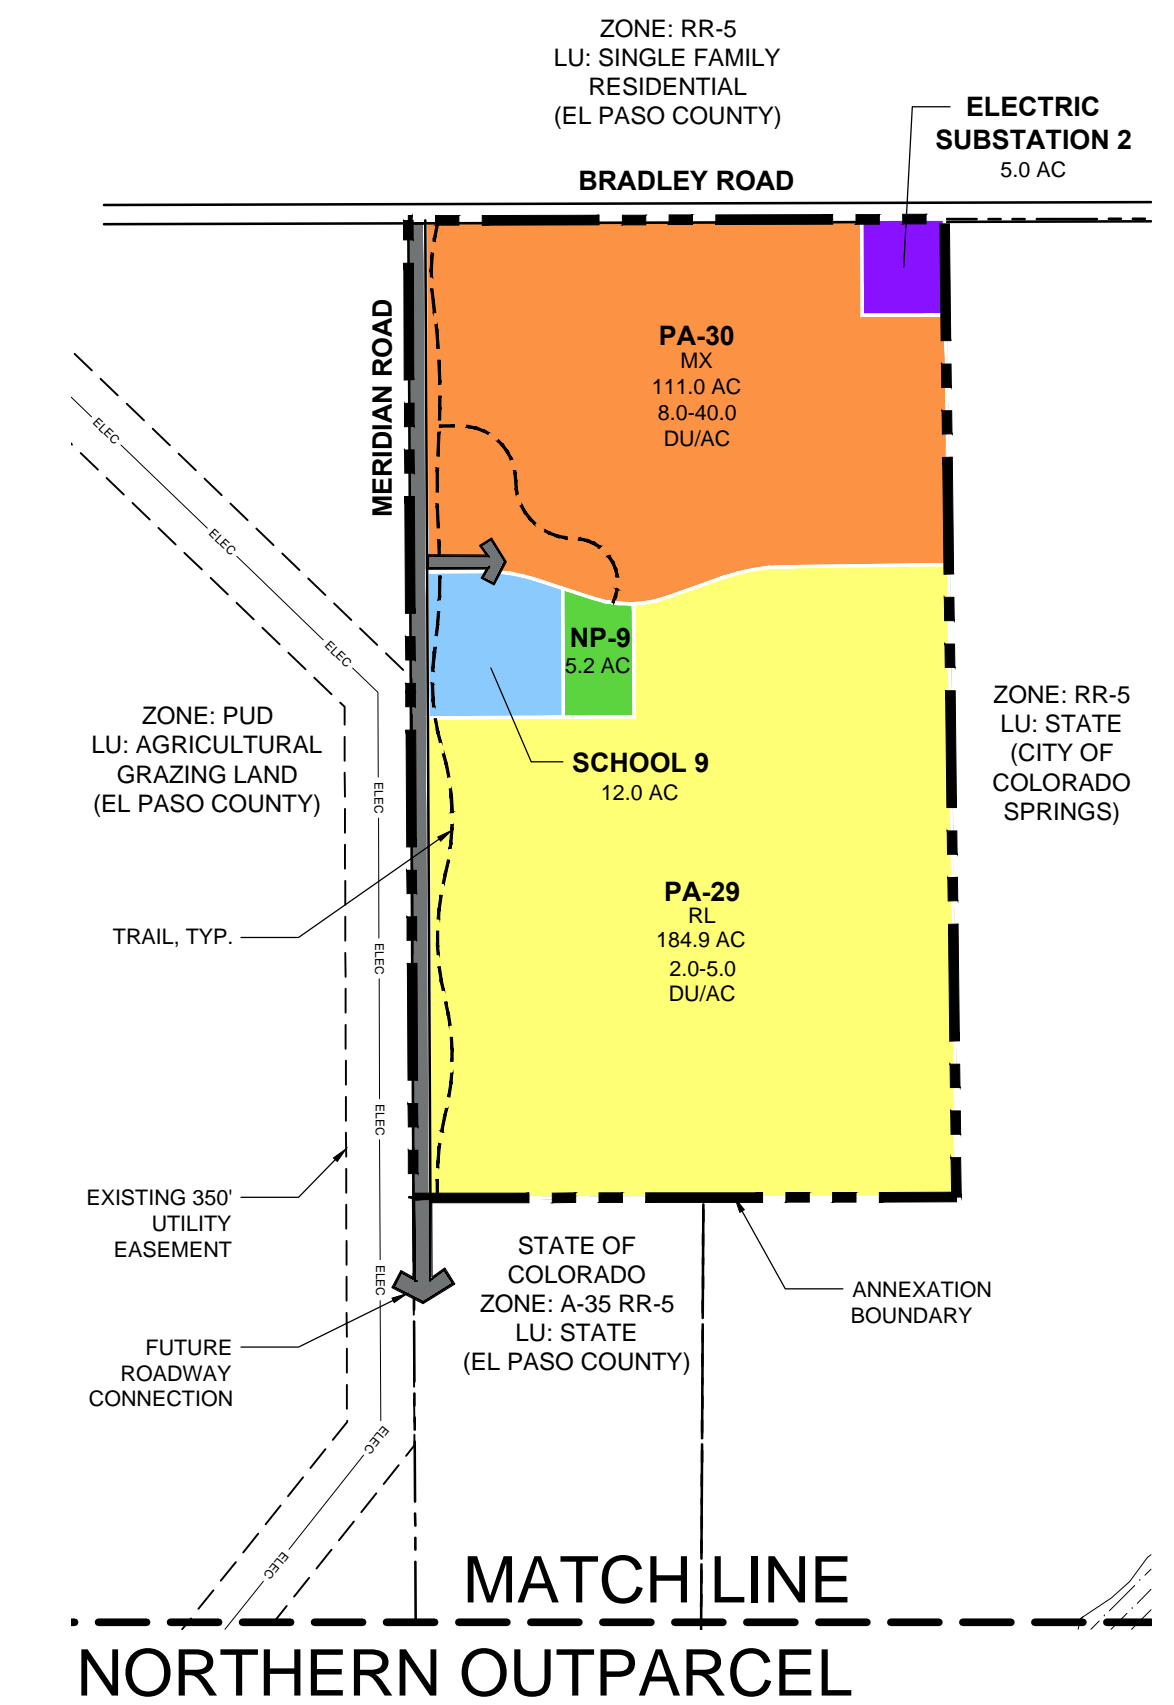 ZONE: RR-5
LU: SINGLE FAMILY
RESIDENTIAL
(EL PASO COUNTY)
ELECTRIC
SUBSTATION 2
5.0 AC
BRADLEY ROAD
MERIDIAN ROAD
PA-30
MX
111.0 AC
8.0-40.0
DU/AC
ELEC
ELEC
ELEC
NP-9
5.2 AC
ZONE: PUD
LU: AGRICULTURAL
GRAZING LAND
(EL PASO COUNTY)
ZONE: RR-5
LU: STATE
(CITY OF
COLORADO
SPRINGS)
SCHOOL 9
12.0 AC
ELEC
PA-29
RL
184.9 AC
2.0-5.0
DU/AC
TRAIL, TYP.
ELEC
ELEC
EXISTING 350'
UTILITY
EASEMENT
STATE OF
COLORADO
ZONE: A-35 RR-5
LU: STATE
(EL PASO COUNTY)
ELEC
ANNEXATION
BOUNDARY
FUTURE
ROADWAY
CONNECTION
ELEC
ELEC
MATCH LINE
NORTHERN OUTPARCEL